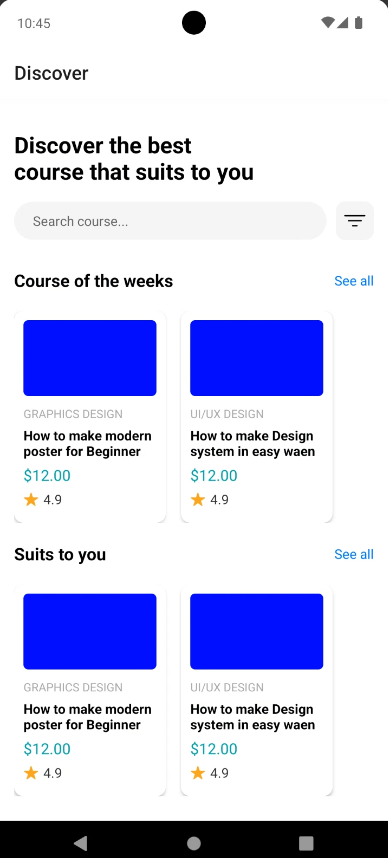 10:45
Discover
Discover the best
course that suits to you
Search course...
Course of the weeks
See all
GRAPHICS DESIGN
How to make modern
poster for Beginner
$12.00
4.9
UI/UX DESIGN
How to make Design
system in easy waen
$12.00
4.9
Suits to you
See all
GRAPHICS DESIGN
How to make modern
poster for Beginner
$12.00
4.9
UI/UX DESIGN
How to make Design
system in easy waen
$12.00
4.9